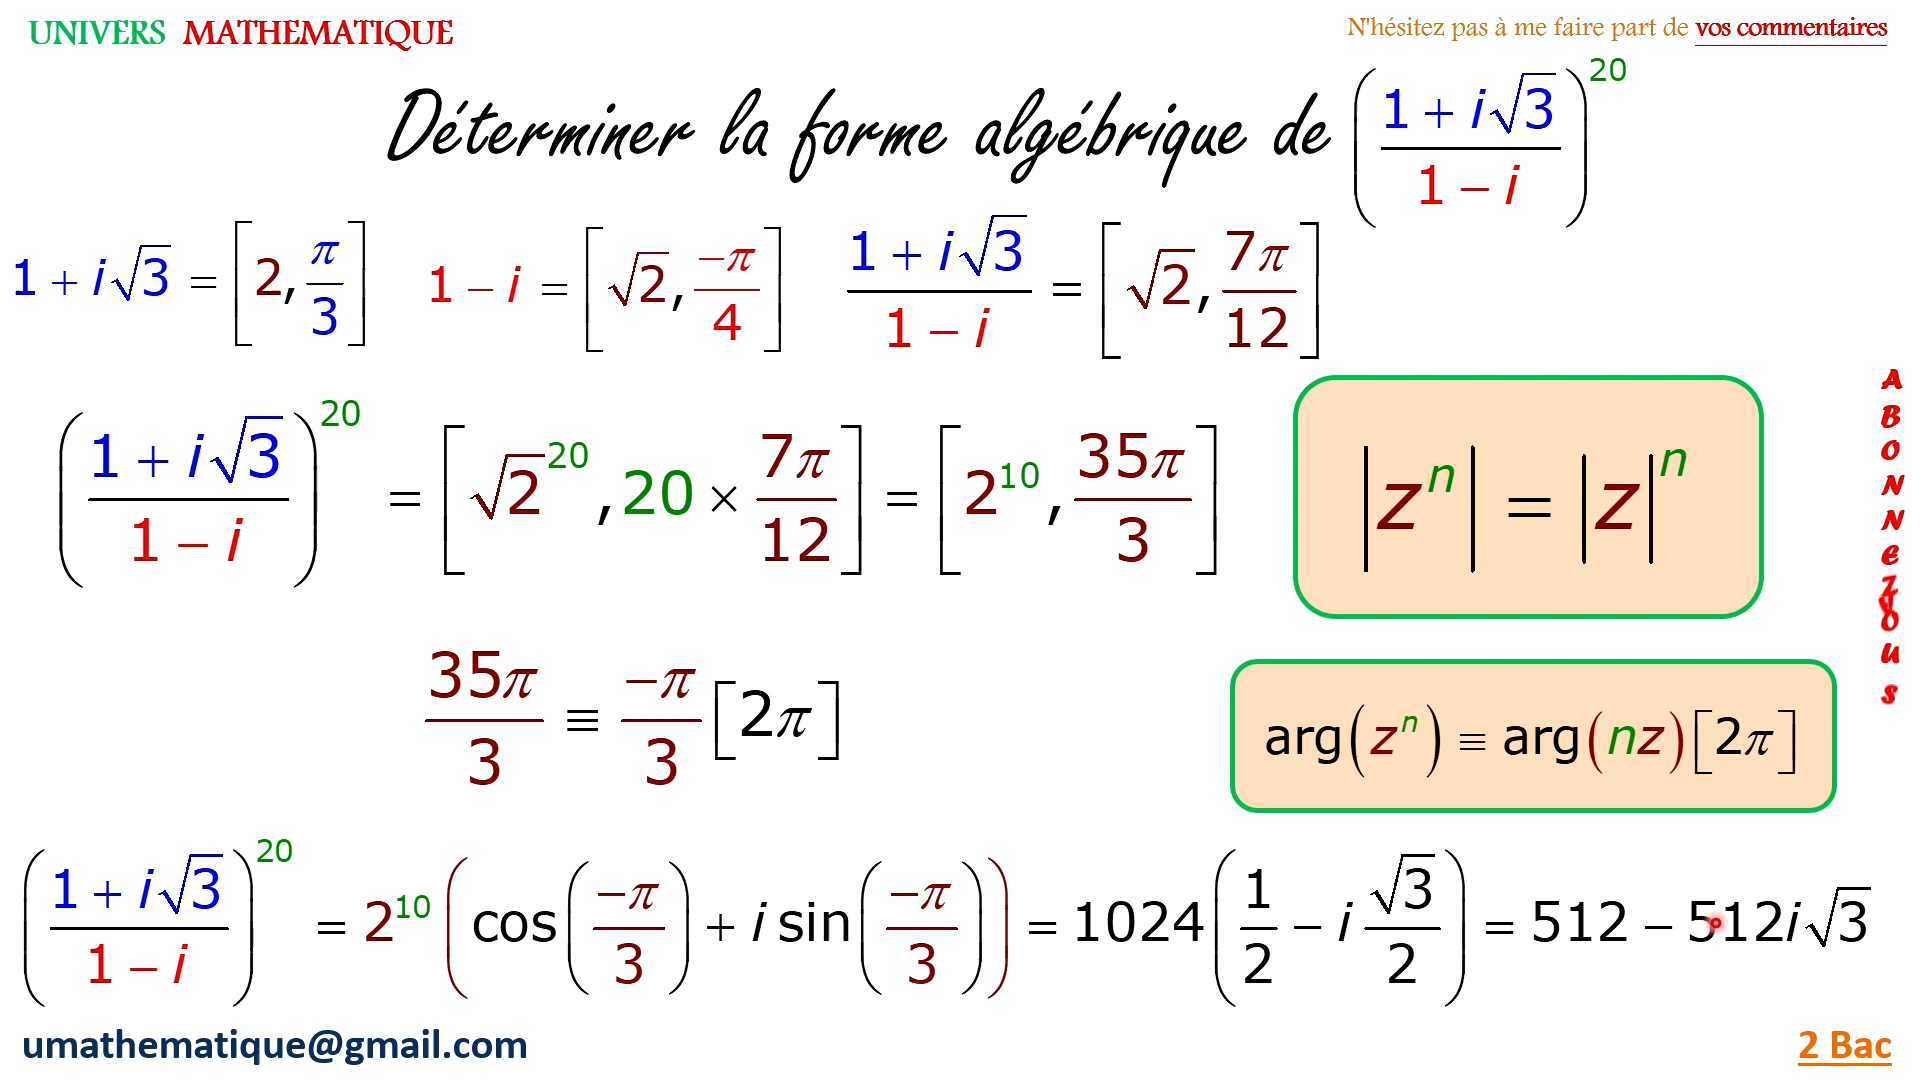 UNIVERS MATHEMATIQUE
N'hésitez pas à me faire part de vos commentaires
Déterminer la forme algébrique de ((1 + i√3)/(1 − i))^20
1 + i√3 = [2, π/3] 1 − i = [√2, −π/4] (1 + i√3)/(1 − i) = [√2, 7π/12]
((1 + i√3)/(1 − i))^20 = [√2^20, 20 × 7π/12] = [2^10, 35π/3]
|z^n| = |z|^n
35π/3 ≡ −π/3 [2π]
arg(z^n) ≡ arg(nz)[2π]
((1 + i√3)/(1 − i))^20 = 2^10 (cos(−π/3) + i sin(−π/3)) = 1024(1/2 − i √3/2) = 512 − 512i√3
ABONNeZ VOUS
umathematique@gmail.com
2 Bac